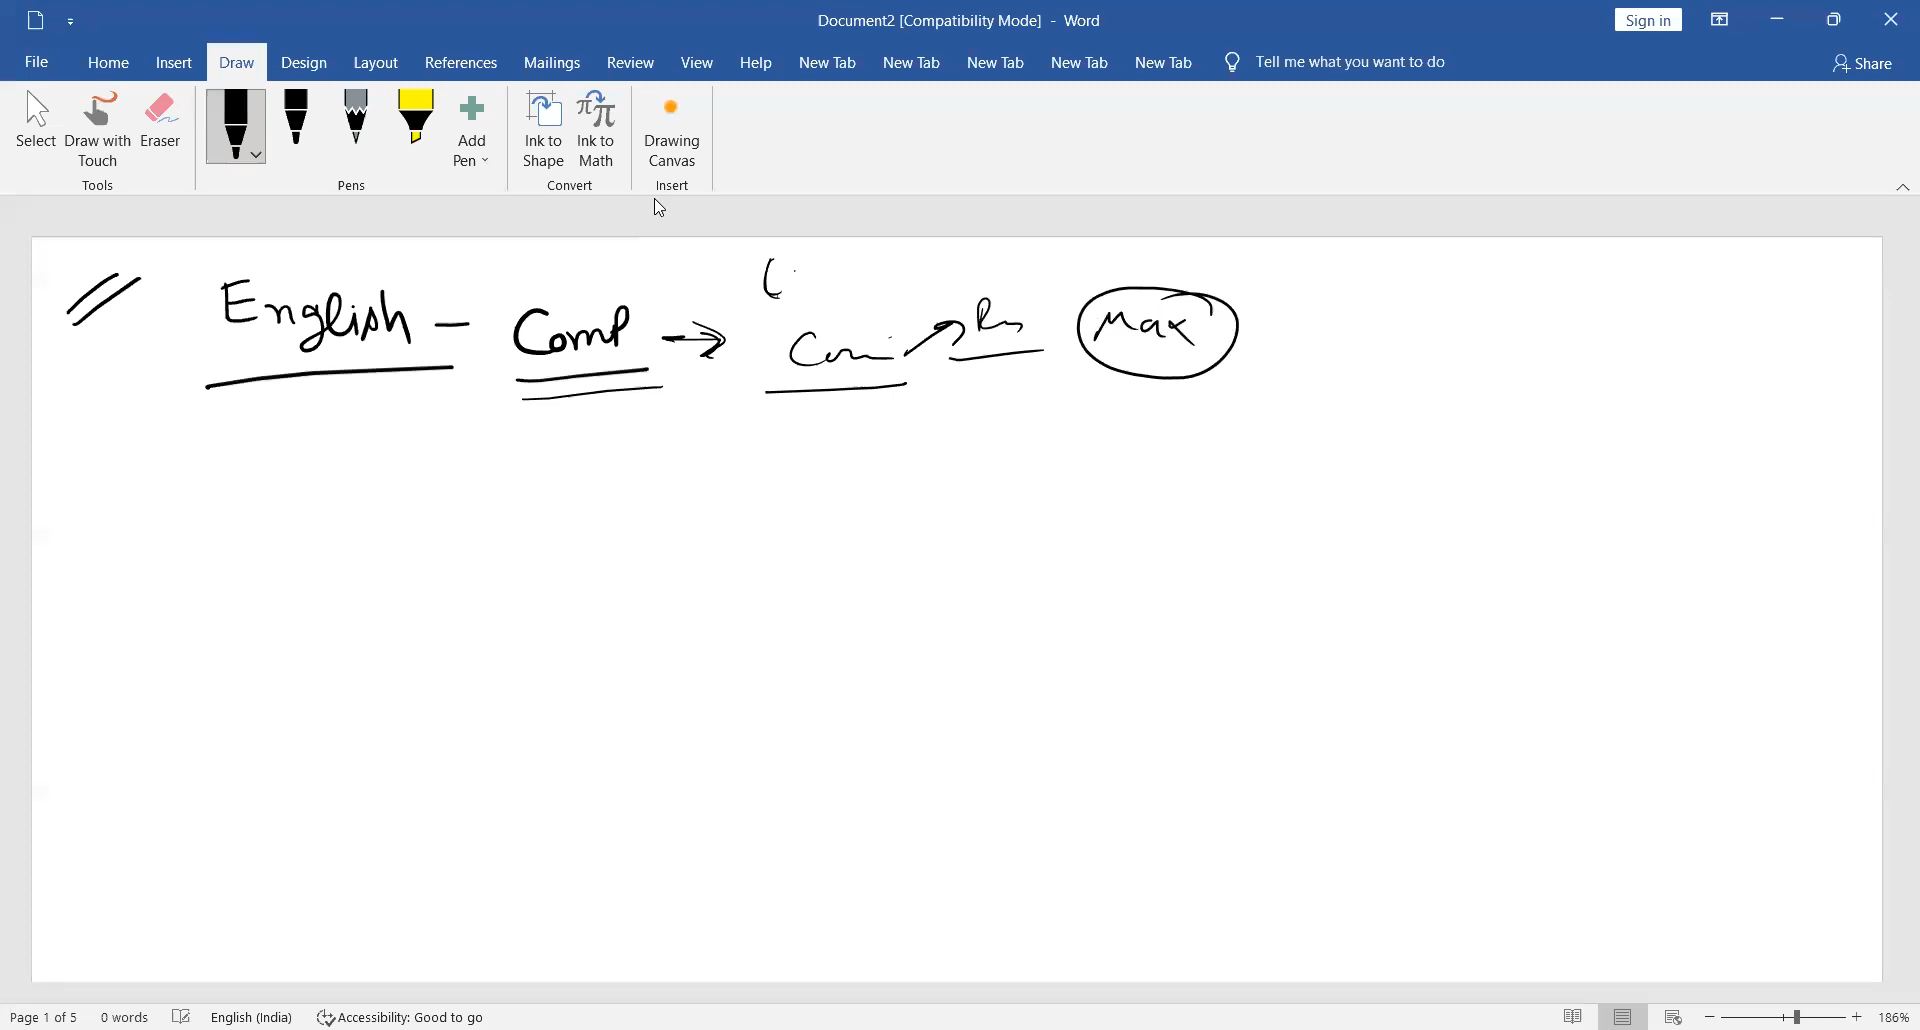 Document2 [Compatibility Mode] - Word
Sign in
File Home Insert Draw Design Layout References Mailings Review View Help New Tab New Tab New Tab New Tab New Tab Tell me what you want to do Share
Select Draw with Touch Eraser Add Pen Ink to Shape Ink to Math Drawing Canvas
Tools Pens Convert Insert
English - Comp → Max
Page 1 of 5 0 words English (India) Accessibility: Good to go 186%